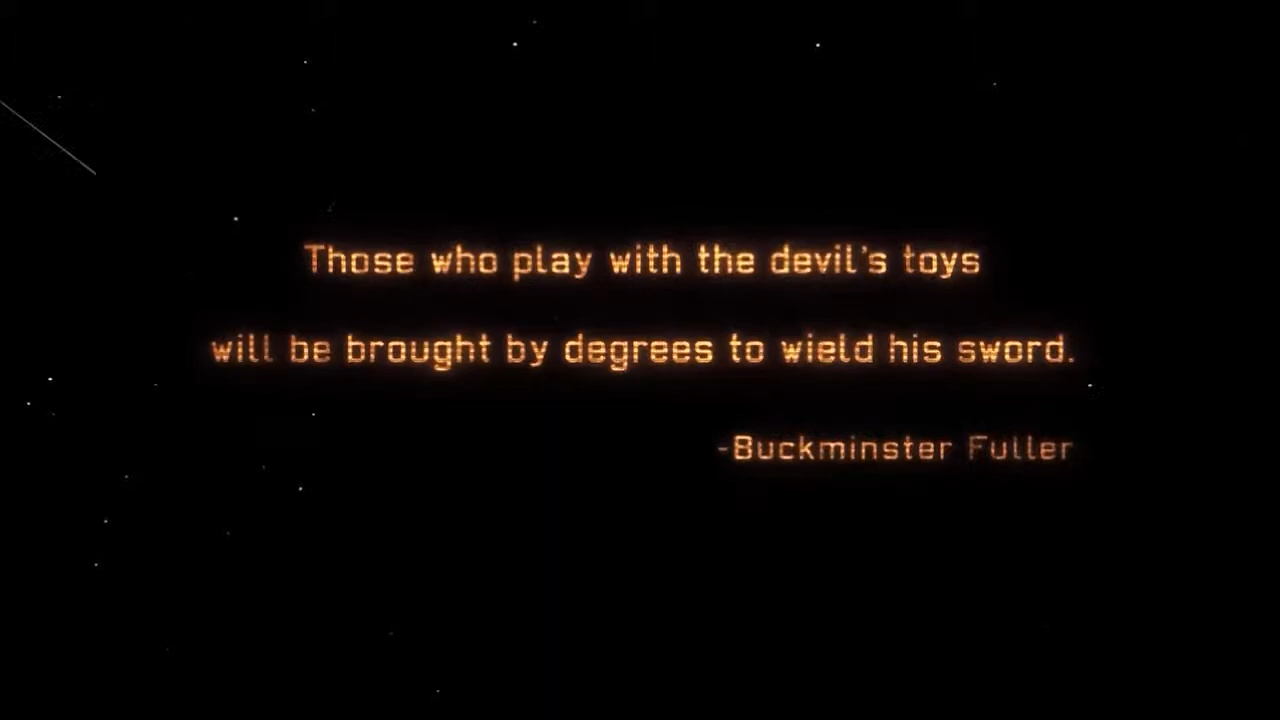 Those who play with the devil's toys
will be brought by degrees to wield his sword.
-Buckminster Fuller